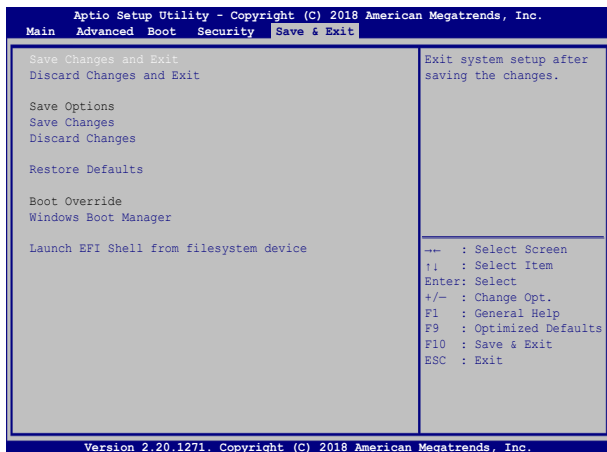 Aptio Setup Utility - Copyright (C) 2018 American Megatrends, Inc.
Main Advanced Boot Security Save & Exit
Save Changes and Exit
Discard Changes and Exit
Save Options
Save Changes
Discard Changes
Restore Defaults
Boot Override
Windows Boot Manager
Launch EFI Shell from filesystem device
Exit system setup after
saving the changes.
→← : Select Screen
↑↓ : Select Item
Enter: Select
+/— : Change Opt.
F1 : General Help
F9 : Optimized Defaults
F10 : Save & Exit
ESC : Exit
Version 2.20.1271. Copyright (C) 2018 American Megatrends, Inc.